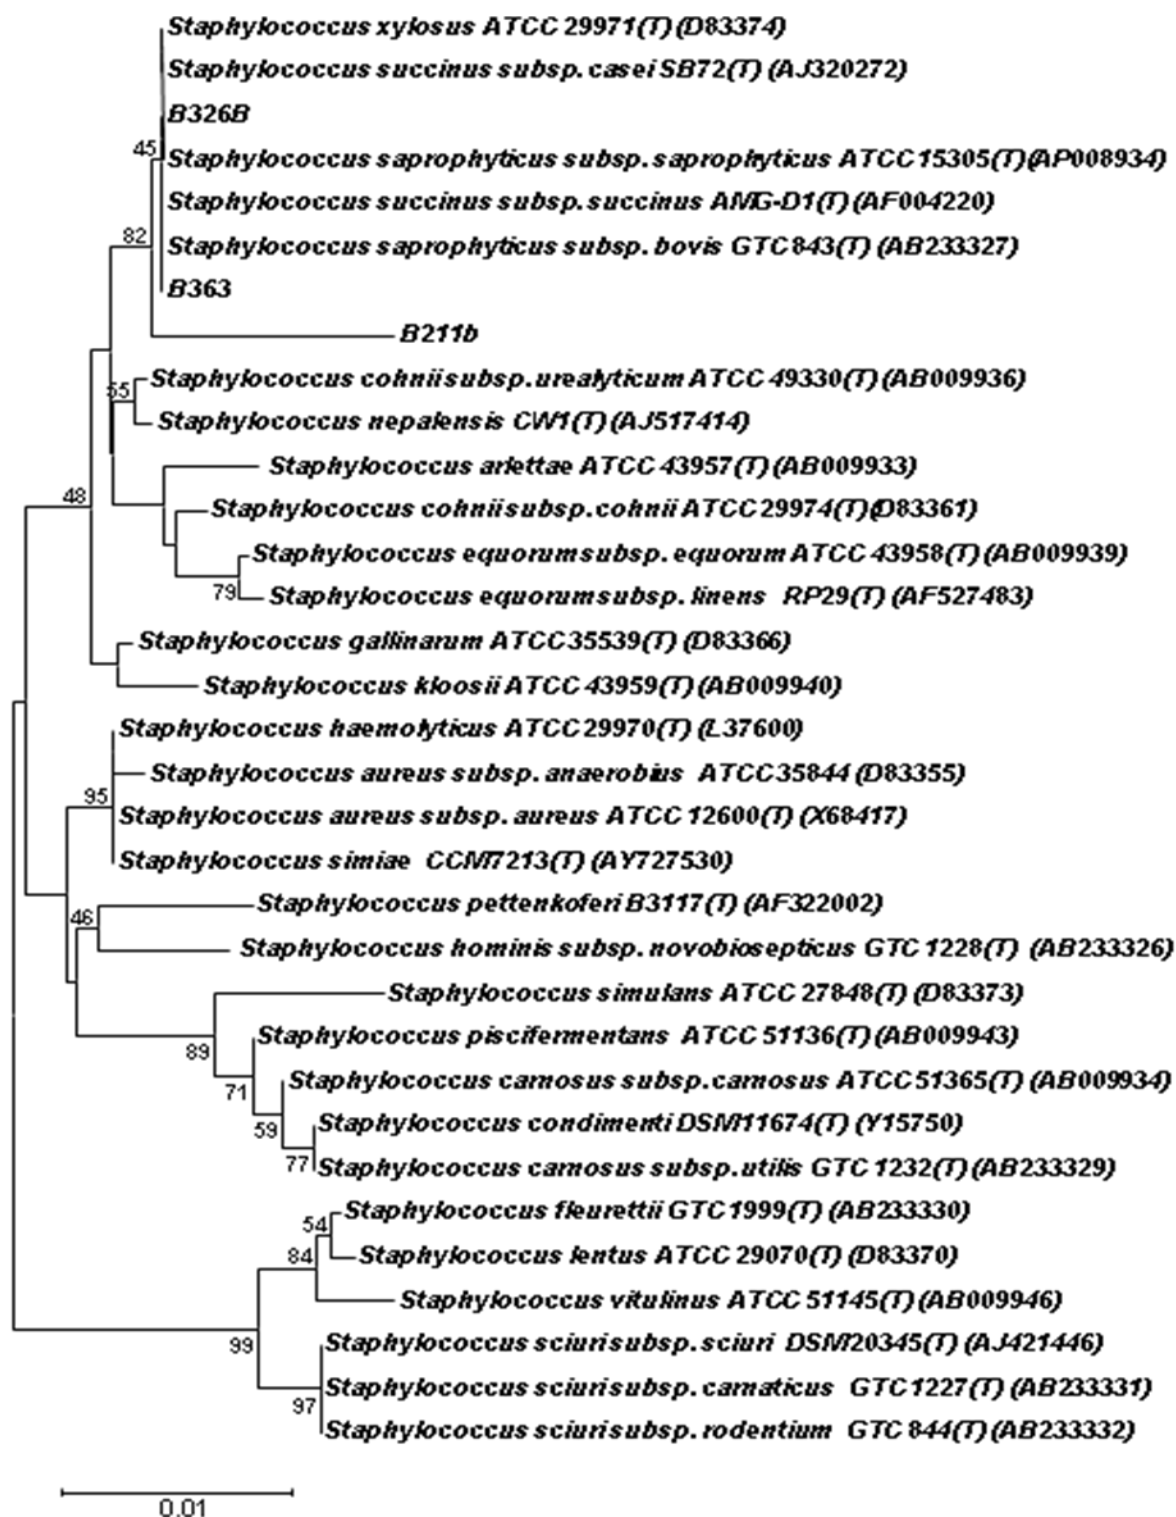 Staphylococcus xylosus ATCC 29971(T) (D83374)
Staphylococcus succinus subsp. casei SB72(T) (AJ320272)
B326B
45
Staphylococcus saprophyticus subsp. saprophyticus ATCC 15305(T)(AP008934)
Staphylococcus succinus subsp. succinus AMG-D1(T) (AF004220)
82
Staphylococcus saprophyticus subsp. bovis GTC 843(T) (AB233327)
B363
B211b
Staphylococcus cohnii subsp. urealyticum ATCC 49330(T) (AB009936)
55
Staphylococcus nepalensis CW1(T) (AJ517414)
Staphylococcus arlettae ATCC 43957(T) (AB009933)
48
Staphylococcus cohnii subsp. cohnii ATCC 29974(T)(D83361)
Staphylococcus equorum subsp. equorum ATCC 43958(T) (AB009939)
79
Staphylococcus equorum subsp. linens RP29(T) (AF527483)
Staphylococcus gallinarum ATCC 35539(T) (D83366)
Staphylococcus kloosii ATCC 43959(T) (AB009940)
Staphylococcus haemolyticus ATCC 29970(T) (L37600)
Staphylococcus aureus subsp. anaerobius ATCC 35844 (D83355)
95
Staphylococcus aureus subsp. aureus ATCC 12600(T) (X68417)
Staphylococcus simiae CCM7213(T) (AY727530)
Staphylococcus pettenkoferi B3117(T) (AF322002)
46
Staphylococcus hominis subsp. novobiosepticus GTC 1228(T) (AB233326)
Staphylococcus simulans ATCC 27848(T) (D83373)
Staphylococcus piscifermentans ATCC 51136(T) (AB009943)
89
Staphylococcus carnosus subsp. carnosus ATCC 51365(T) (AB009934)
71
Staphylococcus condimenti DSM11674(T) (Y15750)
59
Staphylococcus carnosus subsp. utilis GTC 1232(T) (AB233329)
77
Staphylococcus fleurettii GTC1999(T) (AB233330)
54
Staphylococcus lentus ATCC 29070(T) (D83370)
84
Staphylococcus vitulinus ATCC 51145(T) (AB009946)
Staphylococcus sciuri subsp. sciuri DSM20345(T) (AJ421446)
99
Staphylococcus sciuri subsp. carnaticus GTC1227(T) (AB233331)
97
Staphylococcus sciuri subsp. rodentium GTC 844(T) (AB233332)
0.01